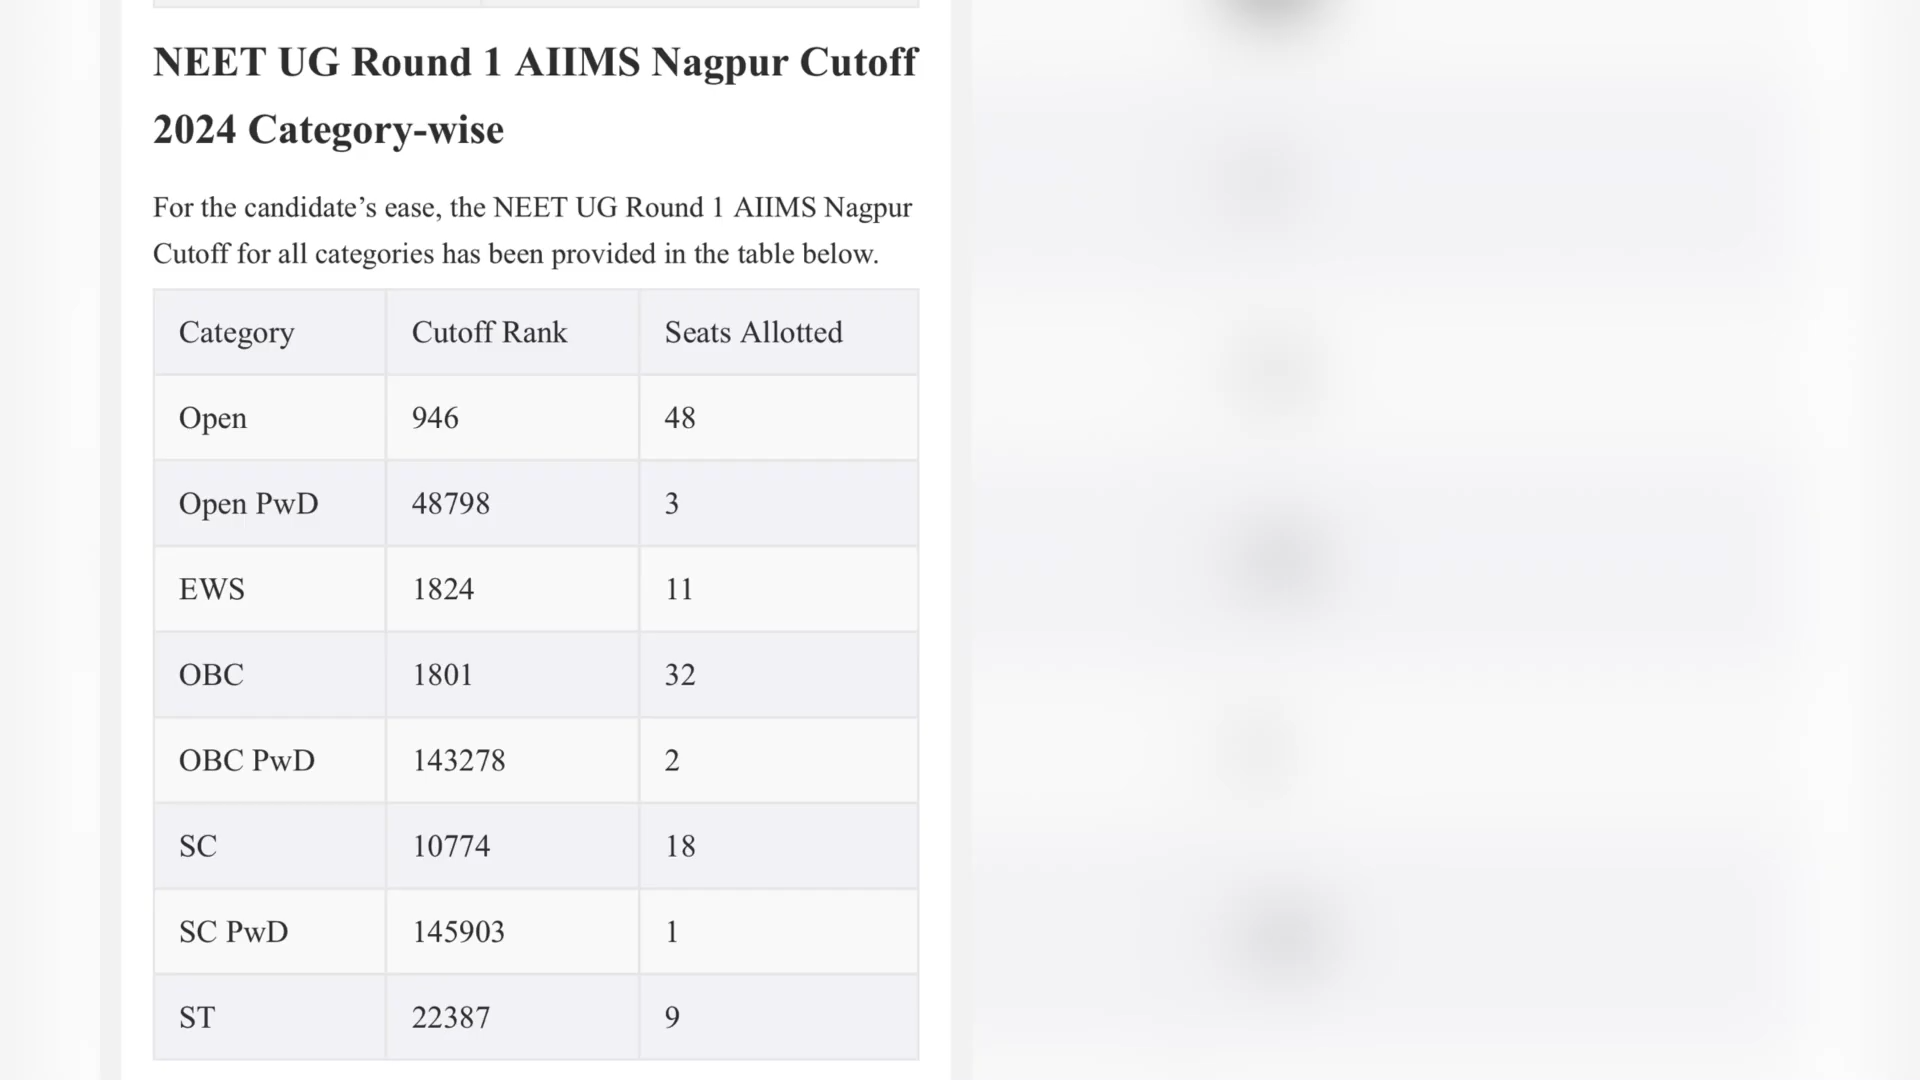 NEET UG Round 1 AIIMS Nagpur Cutoff
2024 Category-wise
For the candidate’s ease, the NEET UG Round 1 AIIMS Nagpur
Cutoff for all categories has been provided in the table below.
Category Cutoff Rank Seats Allotted
Open 946 48
Open PwD 48798 3
EWS 1824 11
OBC 1801 32
OBC PwD 143278 2
SC 10774 18
SC PwD 145903 1
ST 22387 9